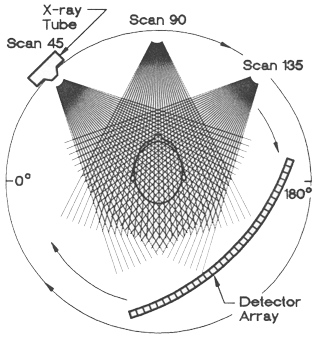 X-ray
Tube
Scan 90
Scan 45
Scan 135
0°
180°
Detector
Array